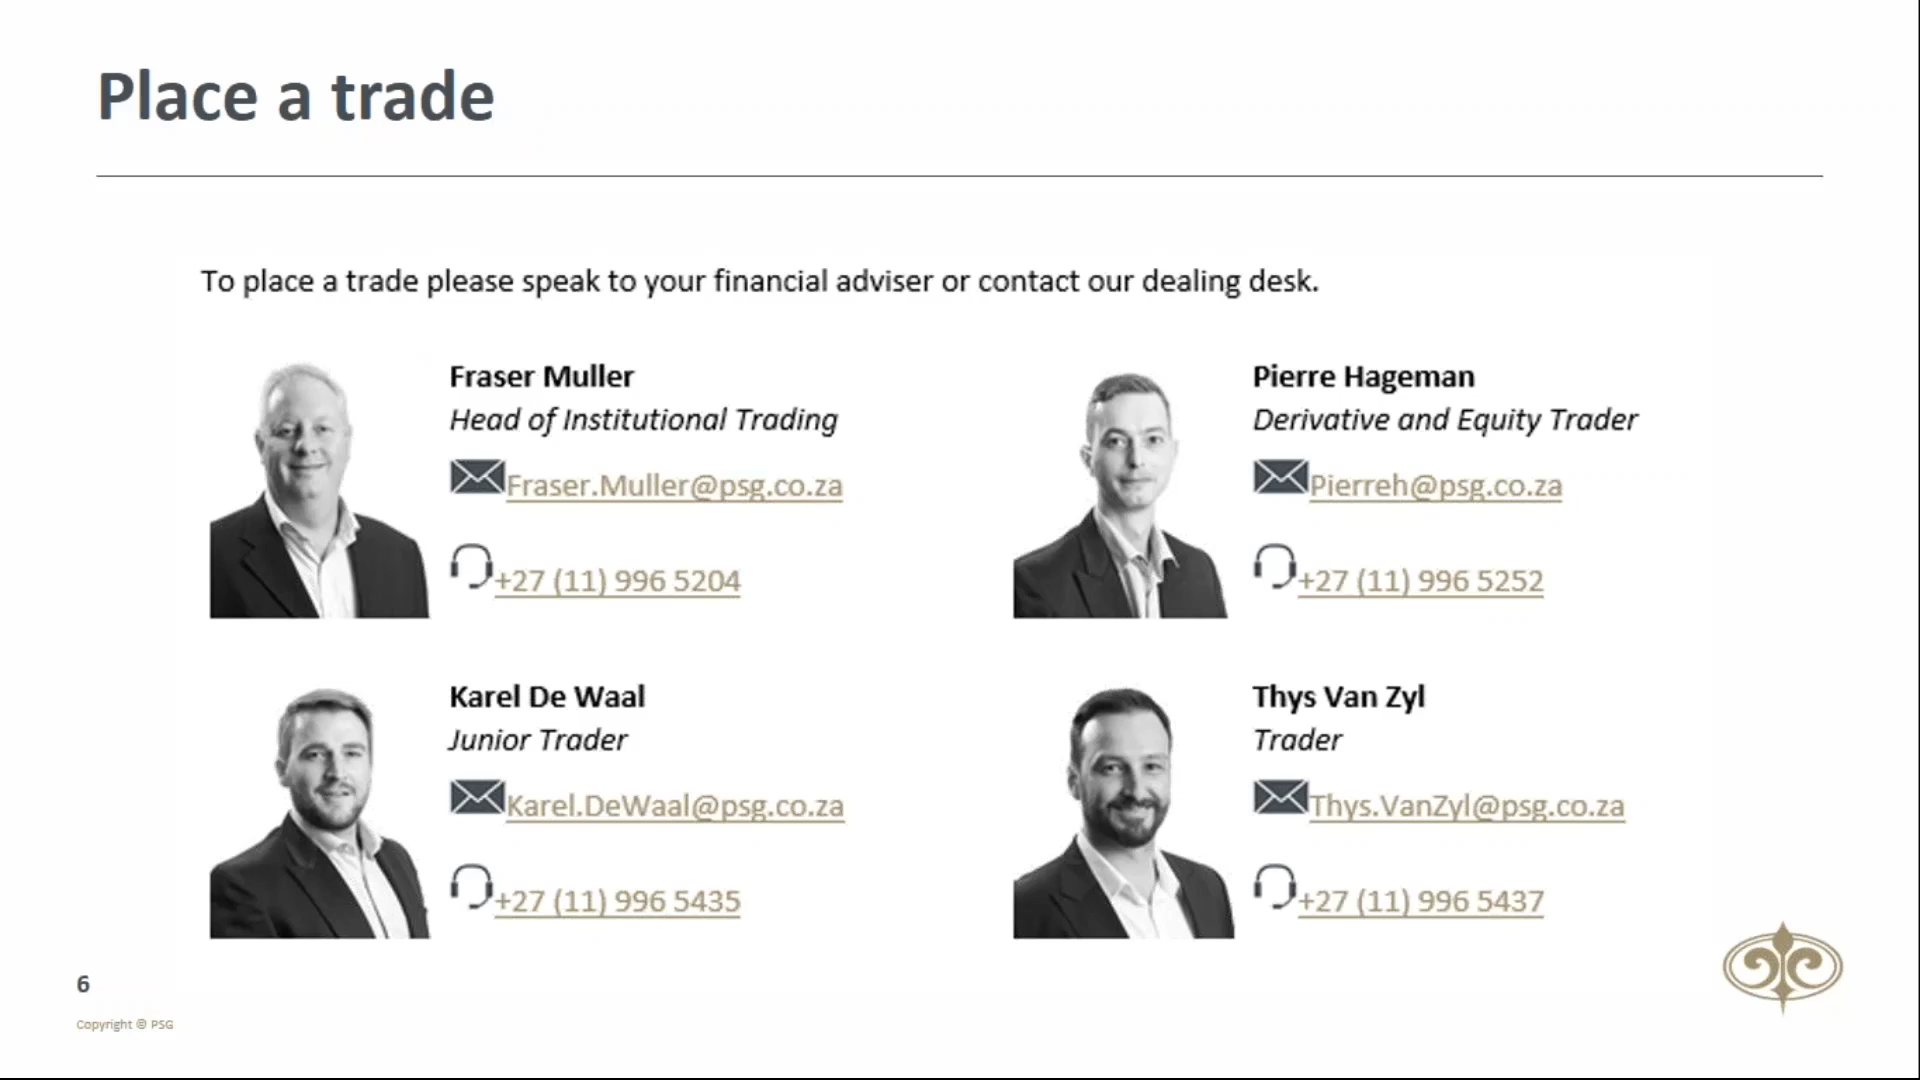 Place a trade
To place a trade please speak to your financial adviser or contact our dealing desk.
Fraser Muller
Head of Institutional Trading
Fraser.Muller@psg.co.za
+27 (11) 996 5204
Pierre Hageman
Derivative and Equity Trader
Pierreh@psg.co.za
+27 (11) 996 5252
Karel De Waal
Junior Trader
Karel.DeWaal@psg.co.za
+27 (11) 996 5435
Thys Van Zyl
Trader
Thys.VanZyl@psg.co.za
+27 (11) 996 5437
6
Copyright © PSG